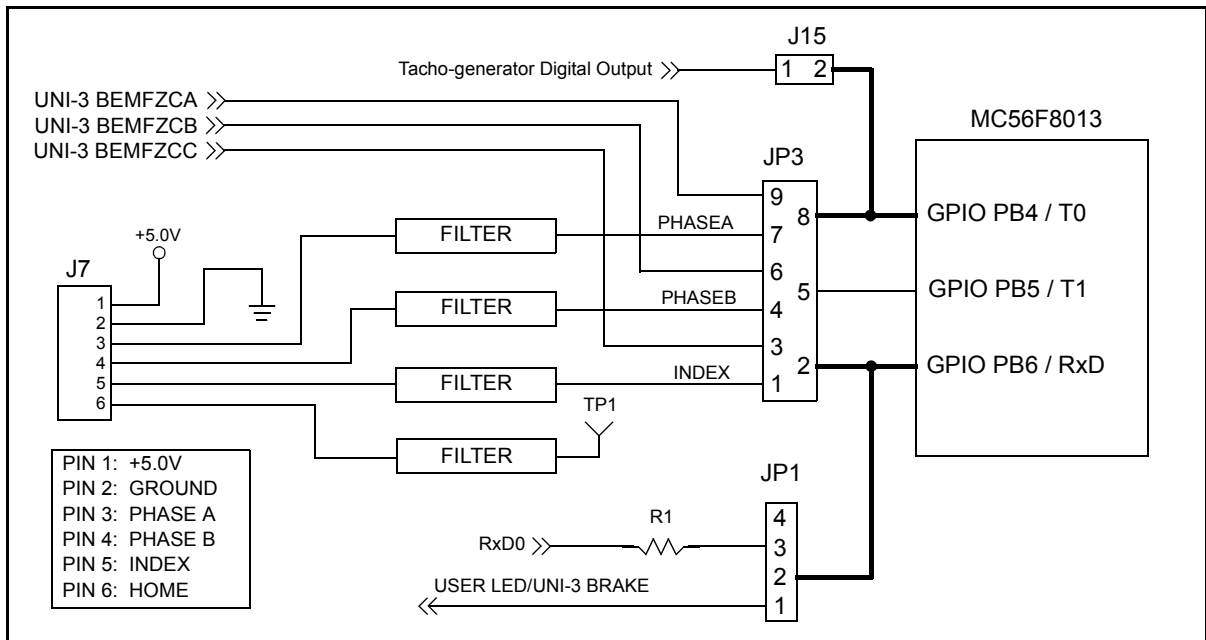 J15
Tacho-generator Digital Output
1 2
UNI-3 BEMFZCA
UNI-3 BEMFZCB
UNI-3 BEMFZCC
MC56F8013
JP3
9
8
GPIO PB4 / T0
PHASEA
7
FILTER
+5.0V
J7
6
5
GPIO PB5 / T1
1
2
3
4
5
6
PHASEB
4
FILTER
3
2
GPIO PB6 / RxD
INDEX
1
FILTER
TP1
FILTER
PIN 1: +5.0V
PIN 2: GROUND
PIN 3: PHASE A
PIN 4: PHASE B
PIN 5: INDEX
PIN 6: HOME
JP1
R1
4
RxD0
3
2
USER LED/UNI-3 BRAKE
1